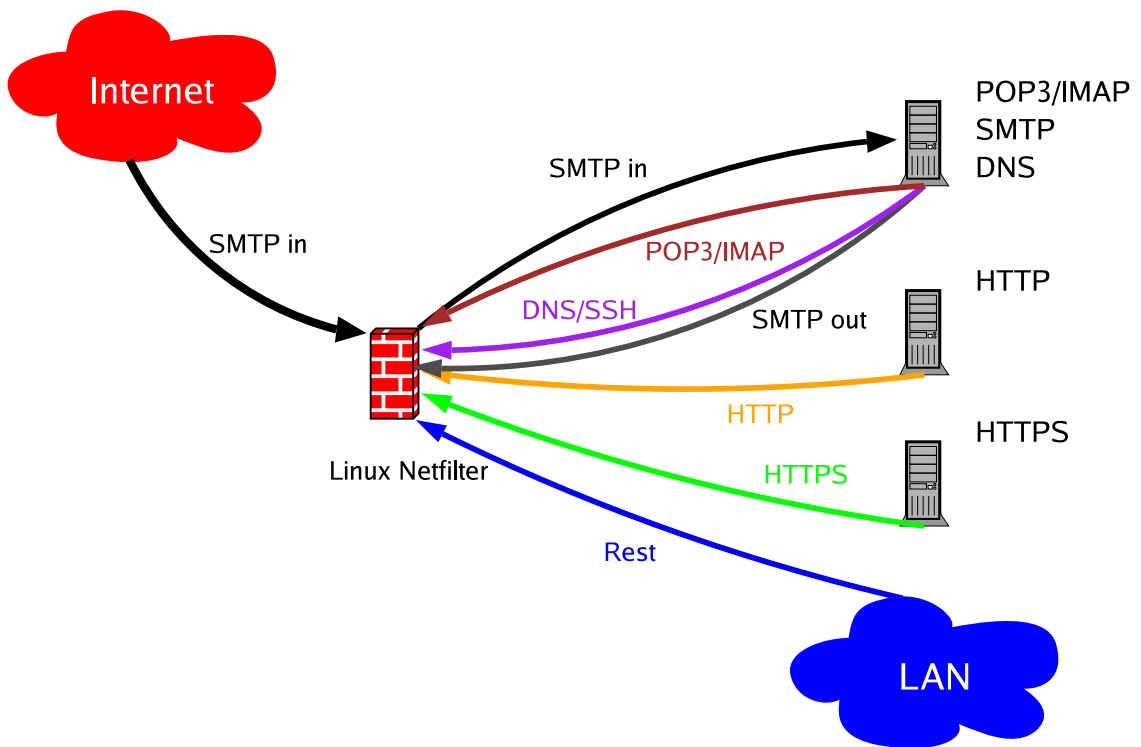 Internet
POP3/IMAP
SMTP
DNS
SMTP in
SMTP in
POP3/IMAP
HTTP
DNS/SSH
SMTP out
HTTP
HTTPS
Linux Netfilter
HTTPS
Rest
LAN